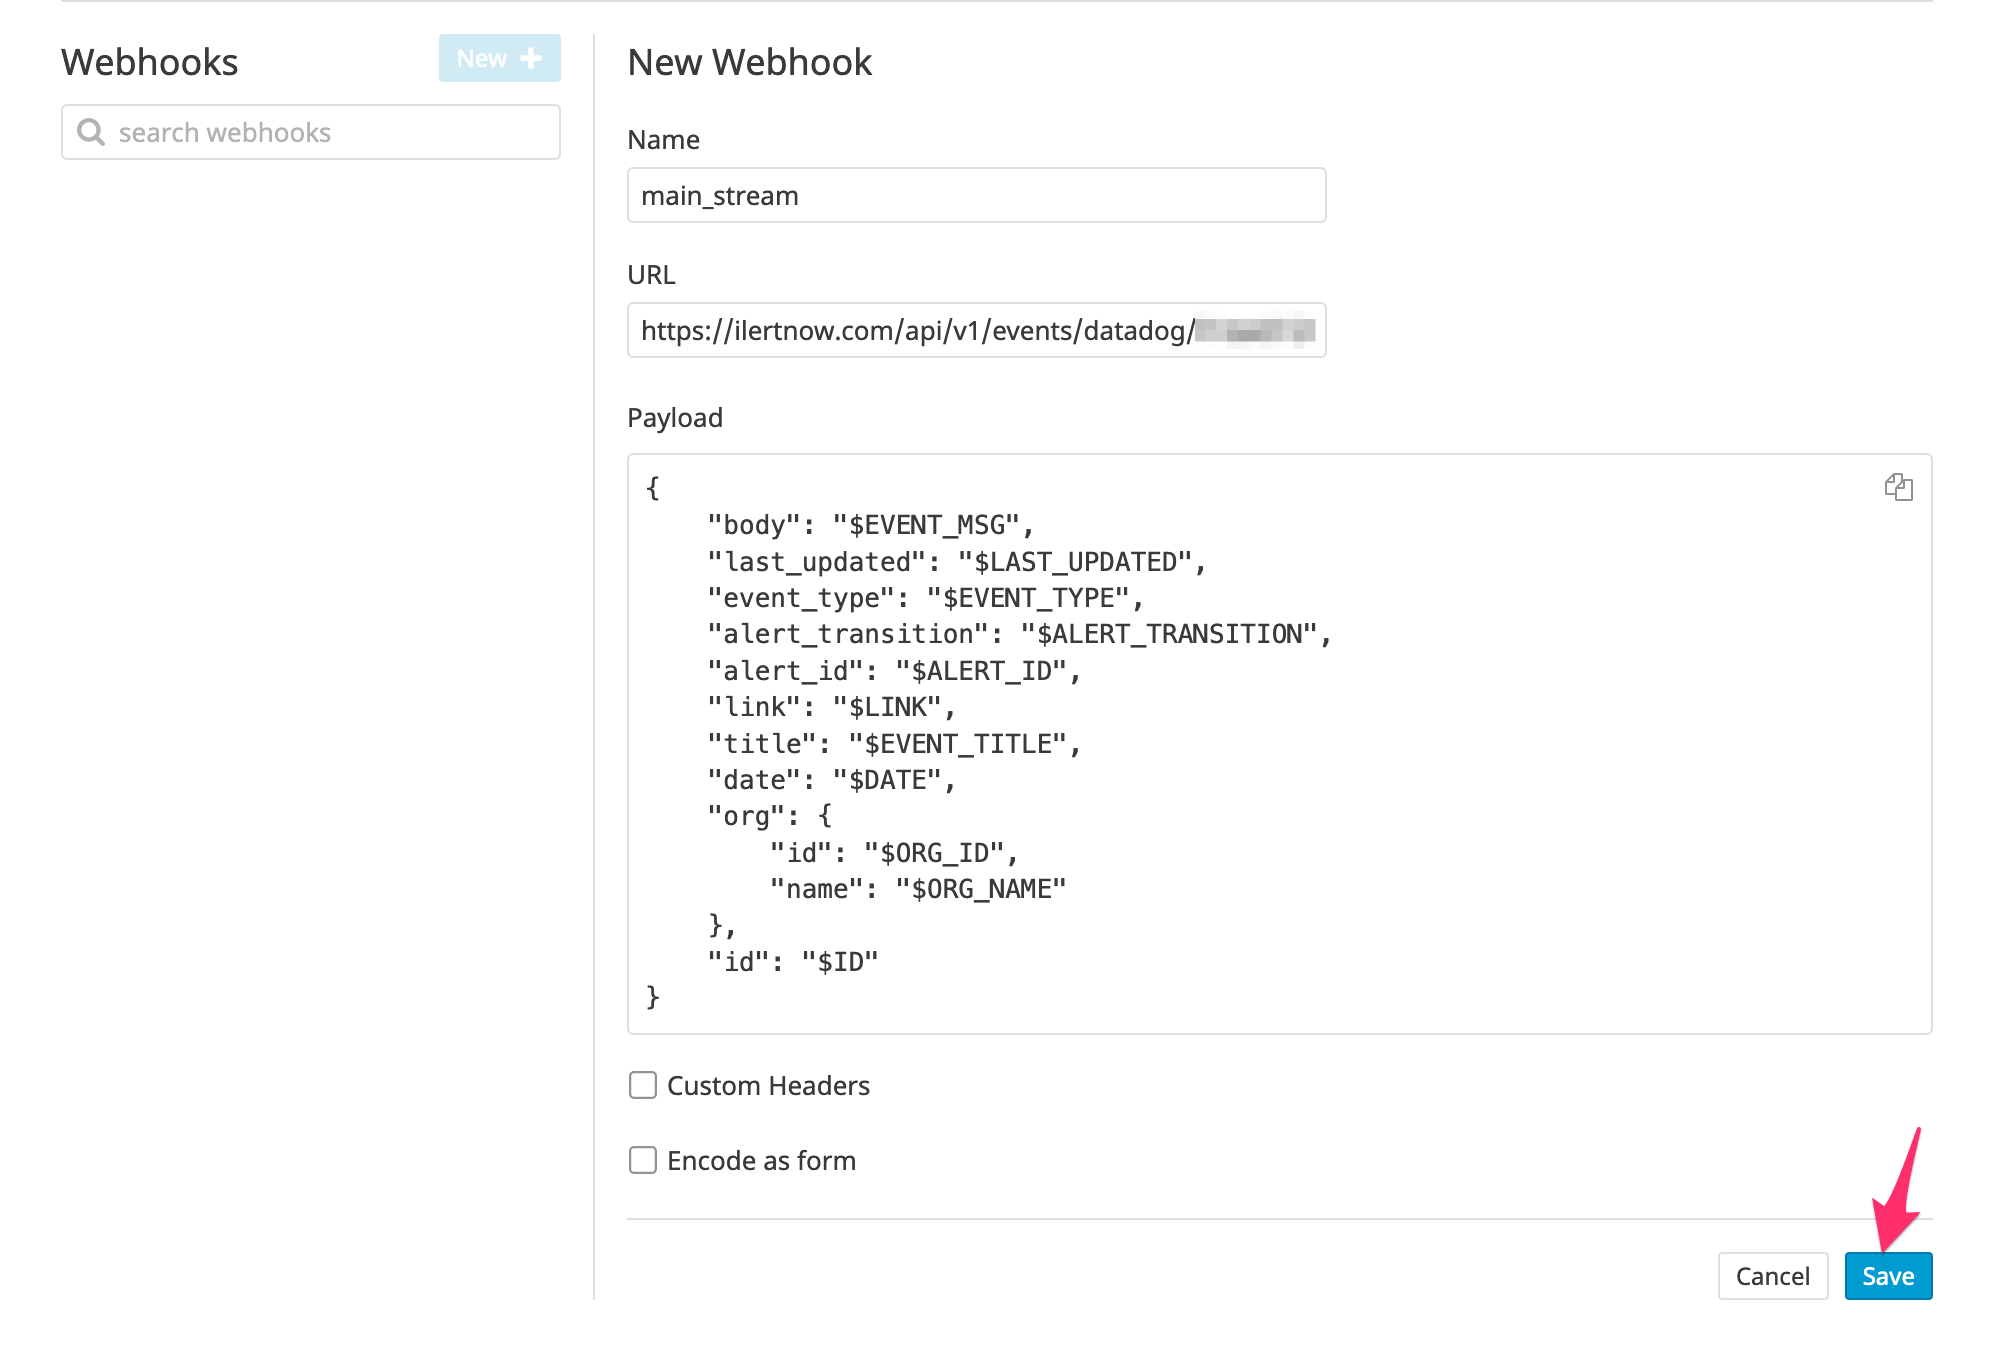 Webhooks
New
search webhooks
New Webhook
Name
main_stream
URL
https://ilertnow.com/api/v1/events/datadog/
Payload
{
    "body": "$EVENT_MSG",
    "last_updated": "$LAST_UPDATED",
    "event_type": "$EVENT_TYPE",
    "alert_transition": "$ALERT_TRANSITION",
    "alert_id": "$ALERT_ID",
    "link": "$LINK",
    "title": "$EVENT_TITLE",
    "date": "$DATE",
    "org": {
        "id": "$ORG_ID",
        "name": "$ORG_NAME"
    },
    "id": "$ID"
}
Custom Headers
Encode as form
Cancel
Save